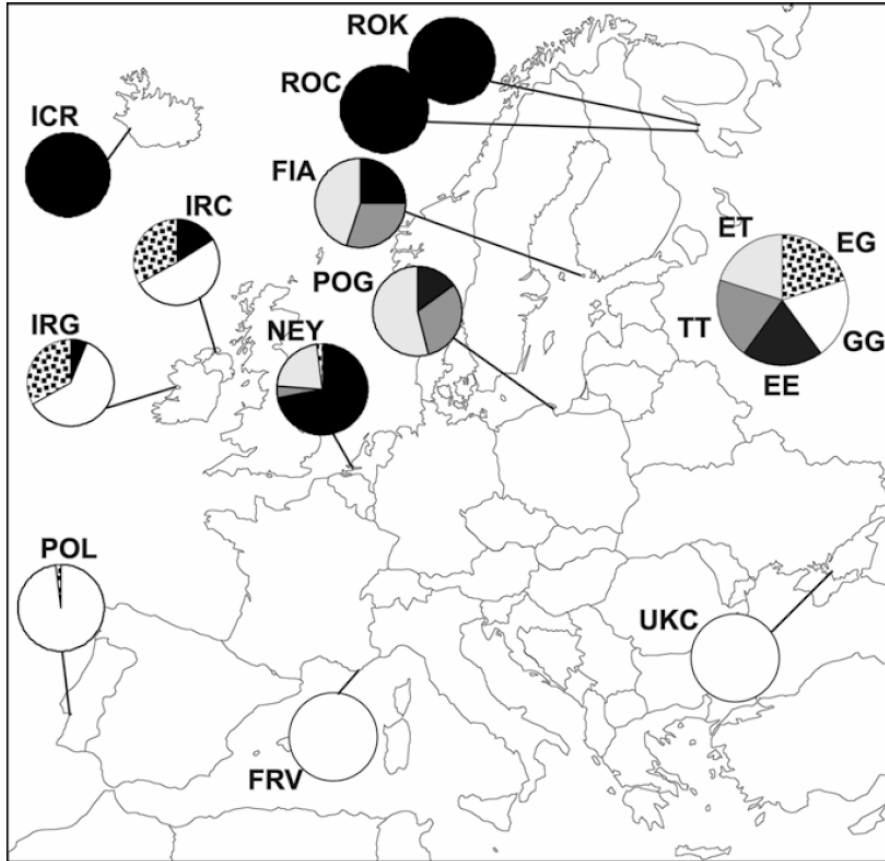 ROK
ROC
ICR
FIA
IRC
ET
EG
POG
IRG
NEY
TT
GG
EE
POL
UKC
FRV